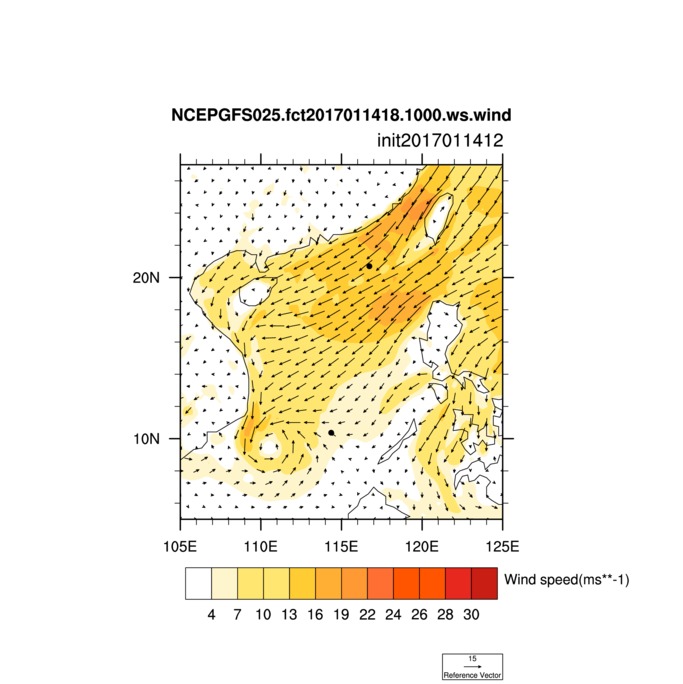 NCEPGFS025.fct2017011418.1000.ws.wind
init2017011412
20N
10N
105E 110E 115E 120E 125E
Wind speed(ms**-1)
4 7 10 13 16 19 22 24 26 28 30
15
Reference Vector